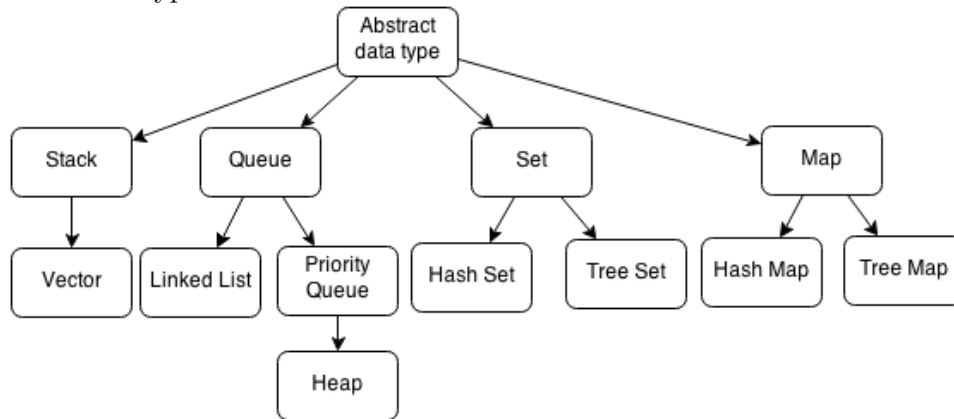 Abstract
data type
Stack
Queue
Set
Map
Vector
Linked List
Priority
Queue
Hash Set
Tree Set
Hash Map
Tree Map
Heap